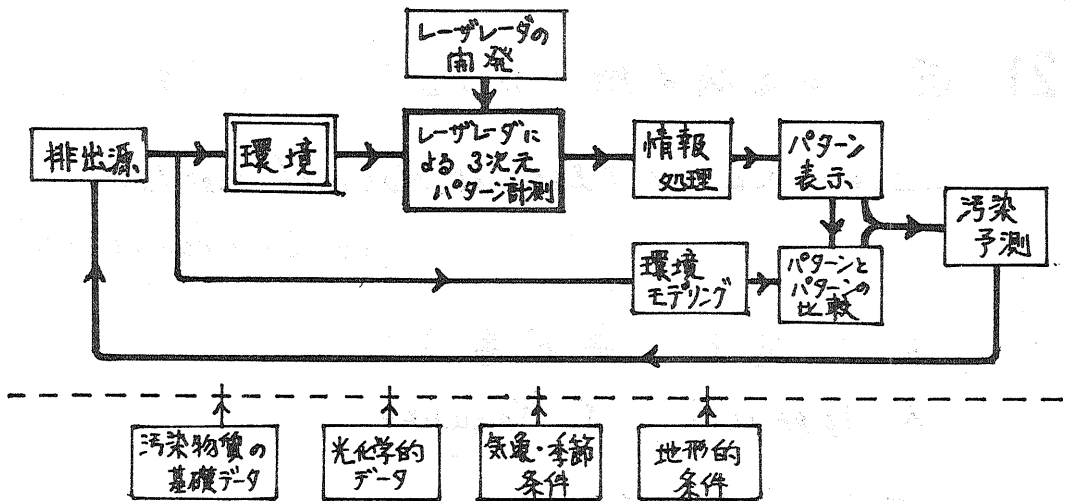 レーザレーダの
開発
排出源
環境
レーザレーダに
よる3次元
パターン計測
情報
処理
パターン
表示
汚染
予測
環境
モデリング
パターンと
パターンの
比較
汚染物質の
基礎データ
光化学的
データ
気象・季節
条件
地形的
条件